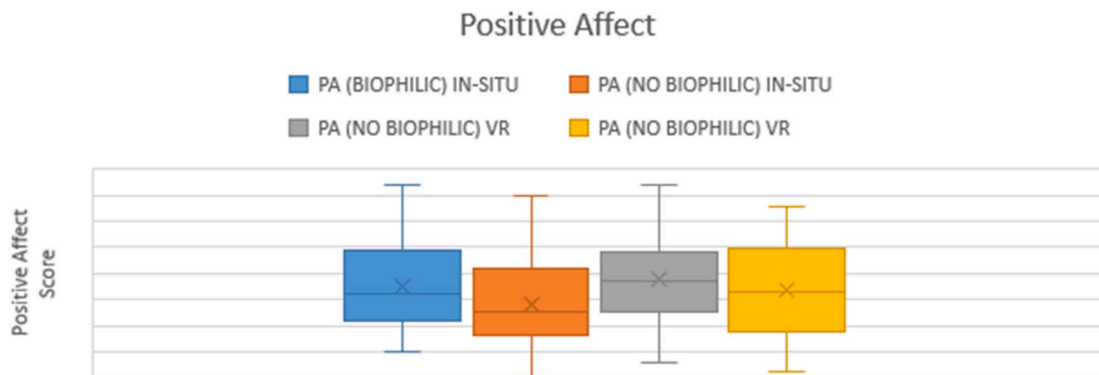 Positive Affect
PA (BIOPHILIC) IN-SITU
PA (NO BIOPHILIC) IN-SITU
PA (NO BIOPHILIC) VR
PA (NO BIOPHILIC) VR
Positive Affect
Score